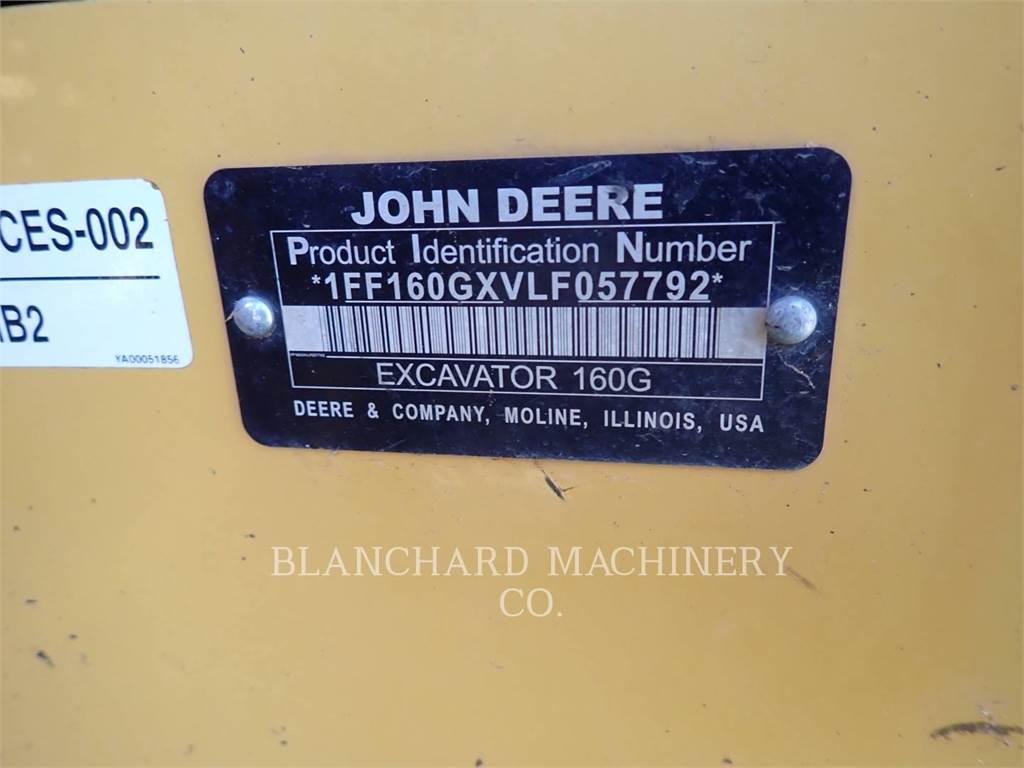 CES-002
B2
YA00051856
JOHN DEERE
Product Identification Number
*1FF160GXVLF057792*
EXCAVATOR 160G
DEERE & COMPANY, MOLINE, ILLINOIS, USA
BLANCHARD MACHINERY
CO.